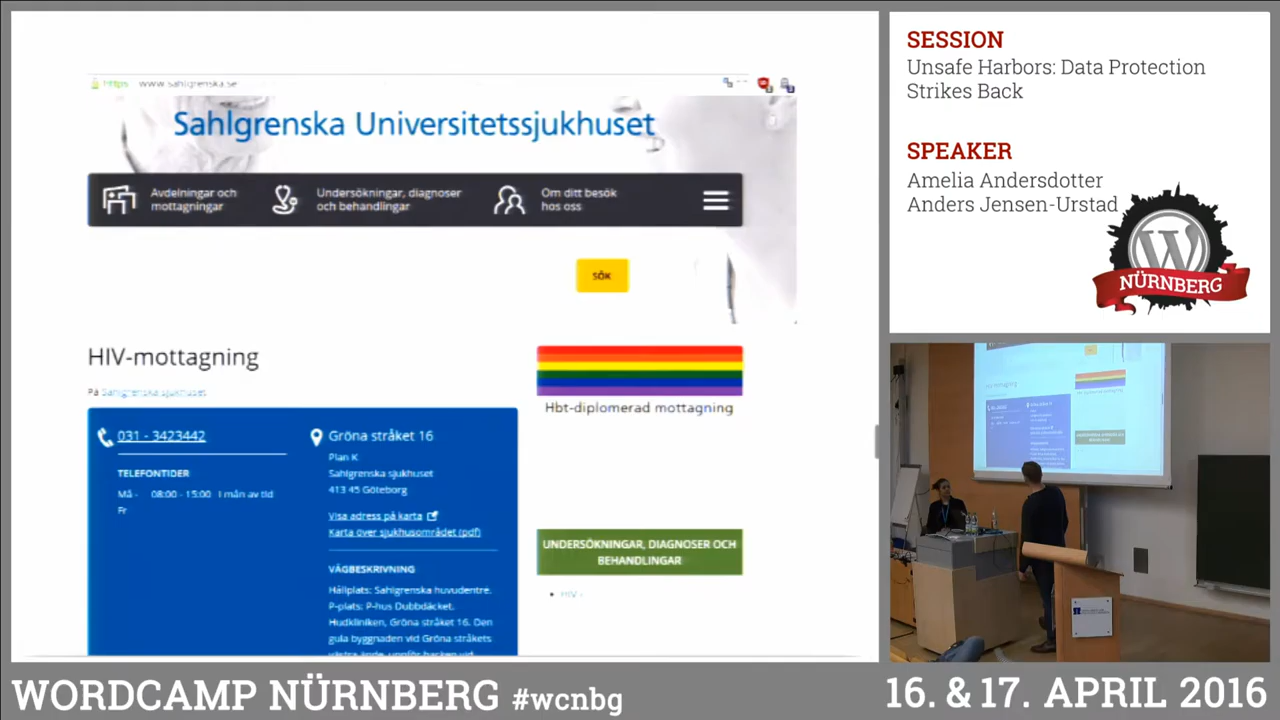 https www.sahlgrenska.se
Sahlgrenska Universitetssjukhuset
Avdelningar och
mottagningar
Undersökningar, diagnoser
och behandlingar
Om ditt besök
hos oss
SÖK
HIV-mottagning
På Sahlgrenska sjukhuset
031 - 3423442
TELEFONTIDER
Må - 08:00 - 15:00 I mån av tid
Fr
Gröna stråket 16
Plan K
Sahlgrenska sjukhuset
413 45 Göteborg
Visa adress på karta
Karta över sjukhusområdet (pdf)
VÄGBESKRIVNING
Hållplats: Sahlgrenska huvudentre.
P-plats: P-hus Dubbdäcket.
Hudkliniken, Gröna stråket 16. Den
gula byggnaden vid Gröna stråkets
Hbt-diplomerad mottagning
UNDERSÖKNINGAR, DIAGNOSER OCH
BEHANDLINGAR
HIV -
SESSION
Unsafe Harbors: Data Protection
Strikes Back
SPEAKER
Amelia Andersdotter
Anders Jensen-Urstad
W
NÜRNBERG
WORDCAMP NÜRNBERG #wcnbg
16. & 17. APRIL 2016